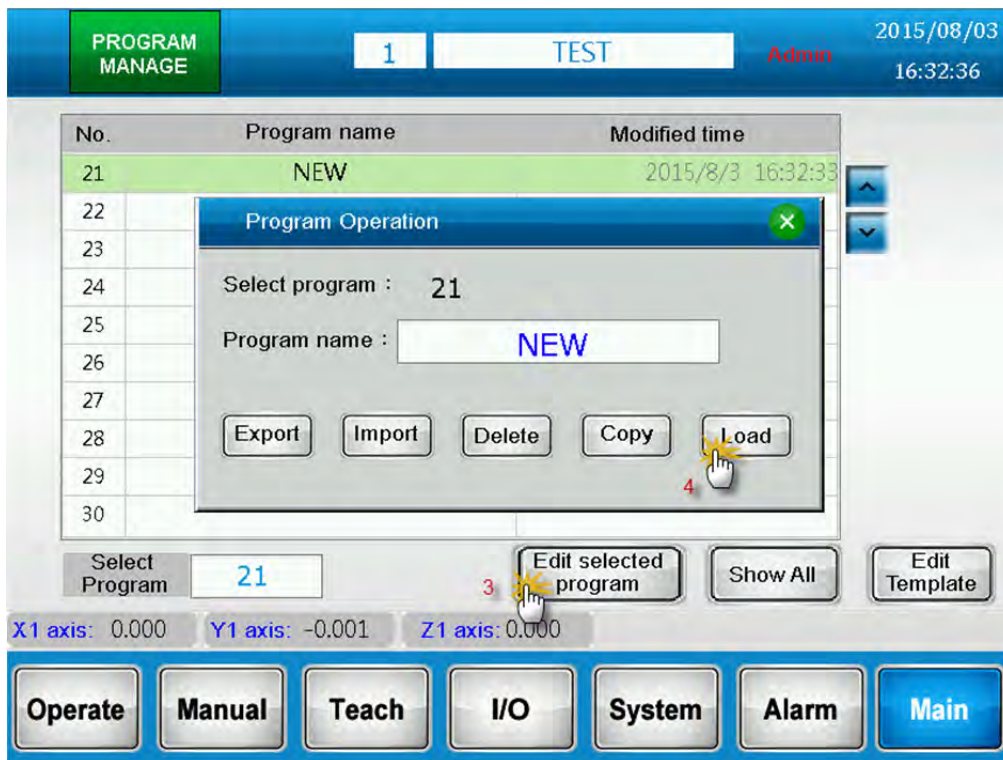 PROGRAM
MANAGE
1
TEST
Admin
2015/08/03
16:32:36
No. Program name Modified time
21 NEW 2015/8/3 16:32:33
22
23
24
25
26
27
28
29
30
Program Operation
Select program : 21
Program name : NEW
Export Import Delete Copy Load
4
Select
Program
21
3
Edit selected
program
Show All
Edit
Template
X1 axis: 0.000 Y1 axis: -0.001 Z1 axis: 0.000
Operate Manual Teach I/O System Alarm Main